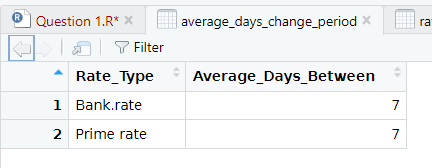 Question 1.R* average_days_change_period ra
Filter
Rate_Type Average_Days_Between
1 Bank.rate 7
2 Prime rate 7